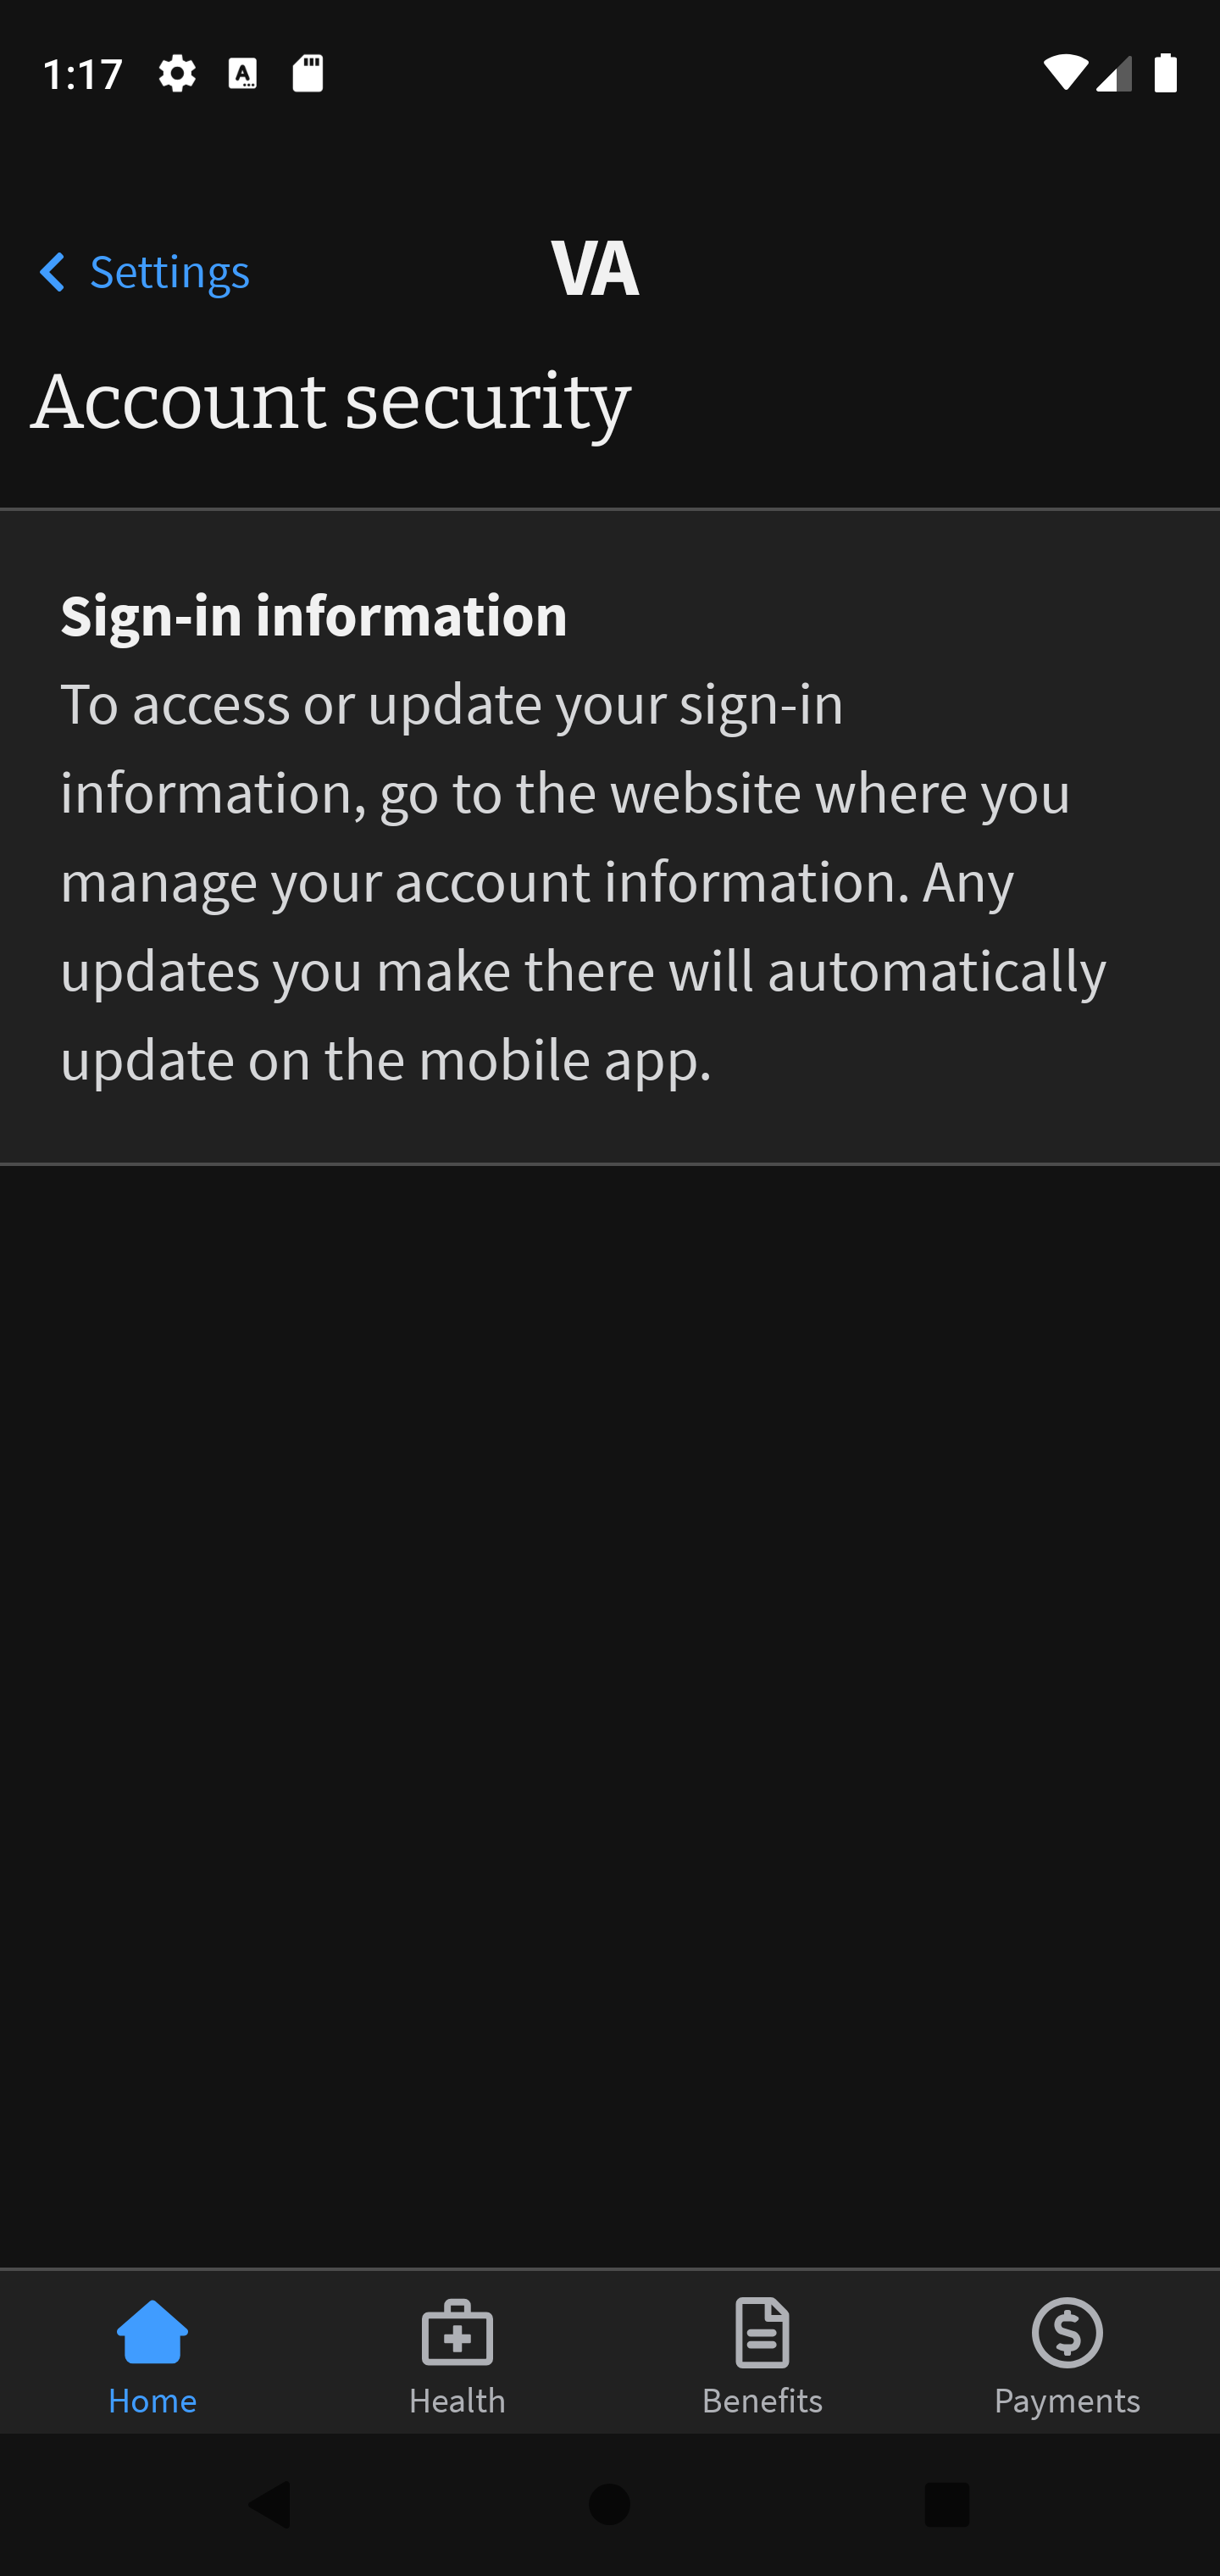 1:17
Settings
VA
Account security
Sign-in information
To access or update your sign-in
information, go to the website where you
manage your account information. Any
updates you make there will automatically
update on the mobile app.
Home
Health
Benefits
Payments